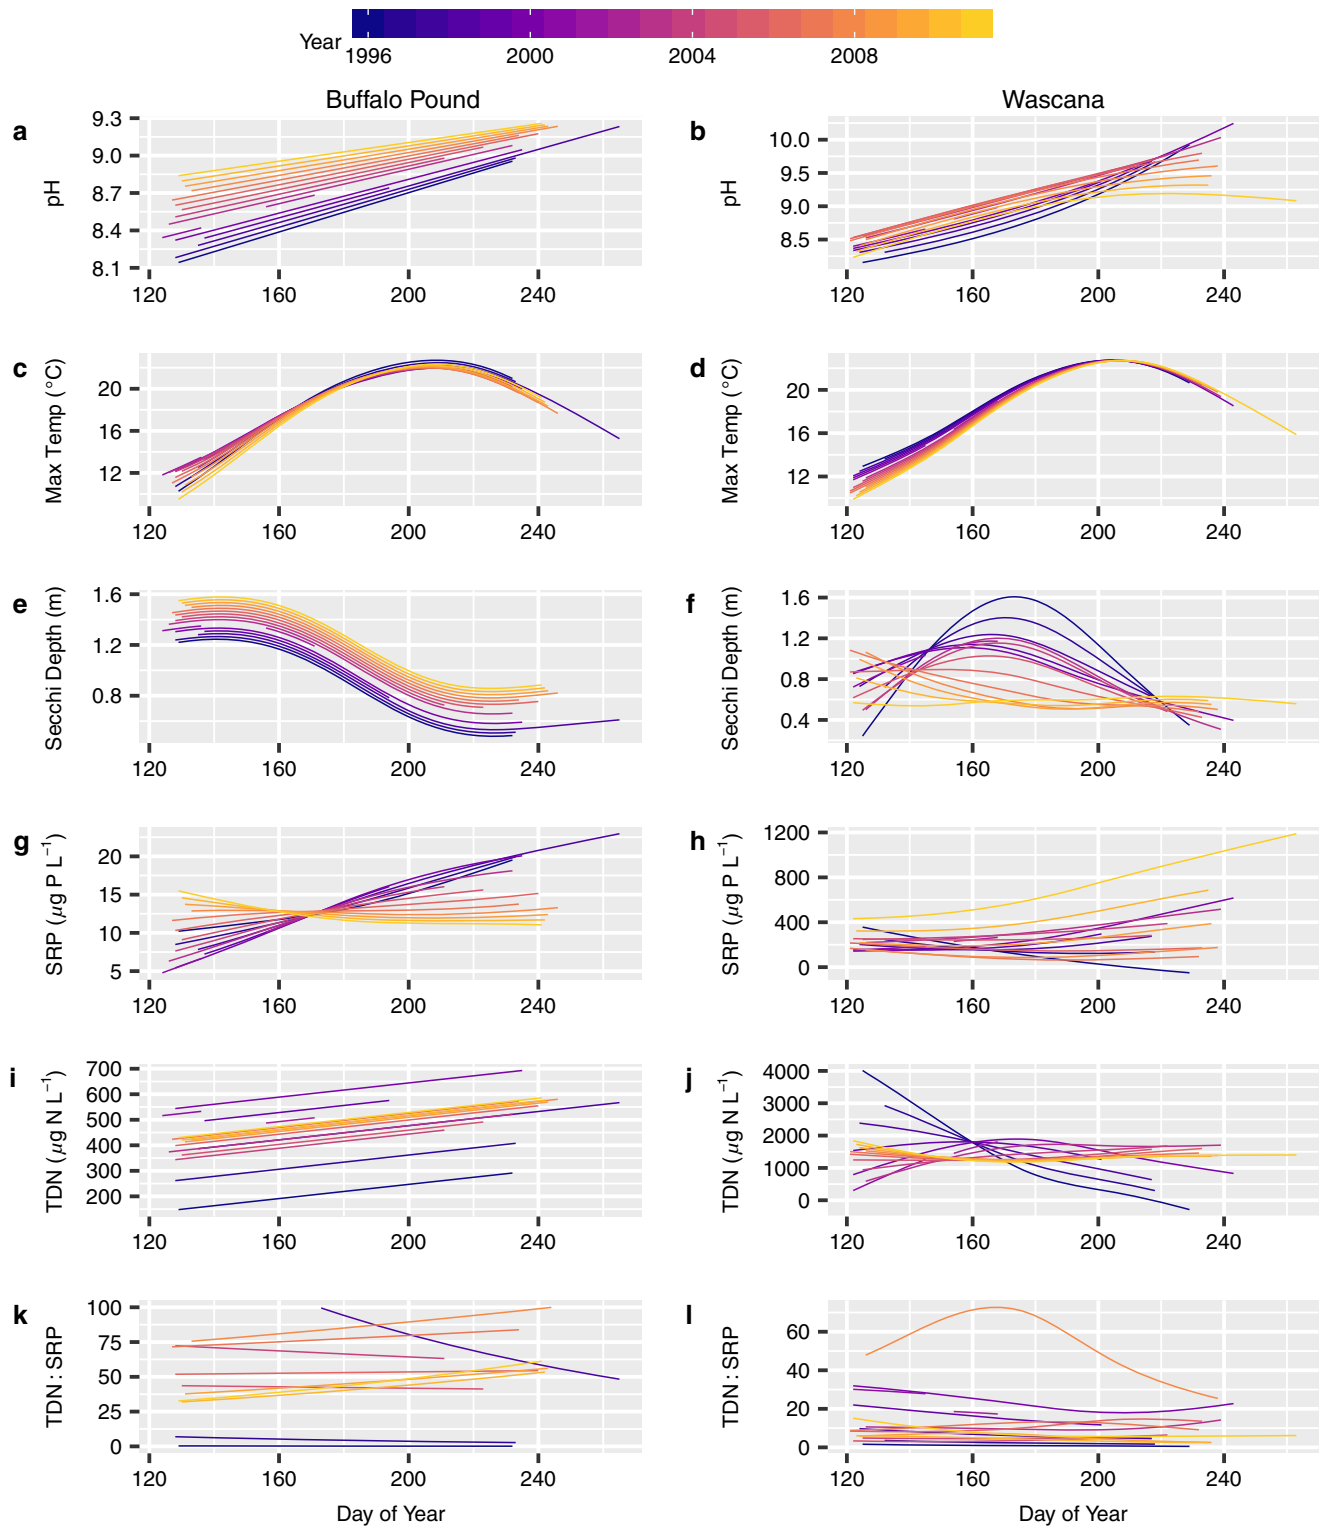 Year 1996 2000 2004 2008
Buffalo Pound Wascana
a pH 9.3 9.0 8.7 8.4 8.1
120 160 200 240
b pH 10.0 9.5 9.0 8.5
120 160 200 240
c Max Temp (°C) 20 16 12
120 160 200 240
d Max Temp (°C) 20 16 12
120 160 200 240
e Secchi Depth (m) 1.6 1.2 0.8
120 160 200 240
f Secchi Depth (m) 1.6 1.2 0.8 0.4
120 160 200 240
g SRP (μg P L⁻¹) 20 15 10 5
120 160 200 240
h SRP (μg P L⁻¹) 1200 800 400 0
120 160 200 240
i TDN (μg N L⁻¹) 700 600 500 400 300 200
120 160 200 240
j TDN (μg N L⁻¹) 4000 3000 2000 1000 0
120 160 200 240
k TDN : SRP 100 75 50 25 0
120 160 200 240
Day of Year
l TDN : SRP 60 40 20 0
120 160 200 240
Day of Year